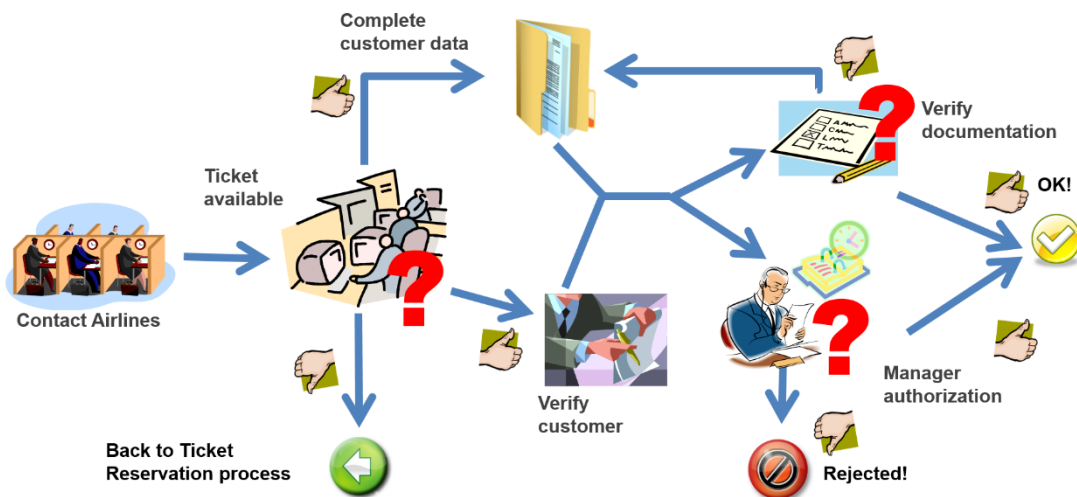 Complete
customer data
Verify
documentation
Ticket
available
OK!
Contact Airlines
Manager
authorization
Verify
customer
Back to Ticket
Reservation process
Rejected!